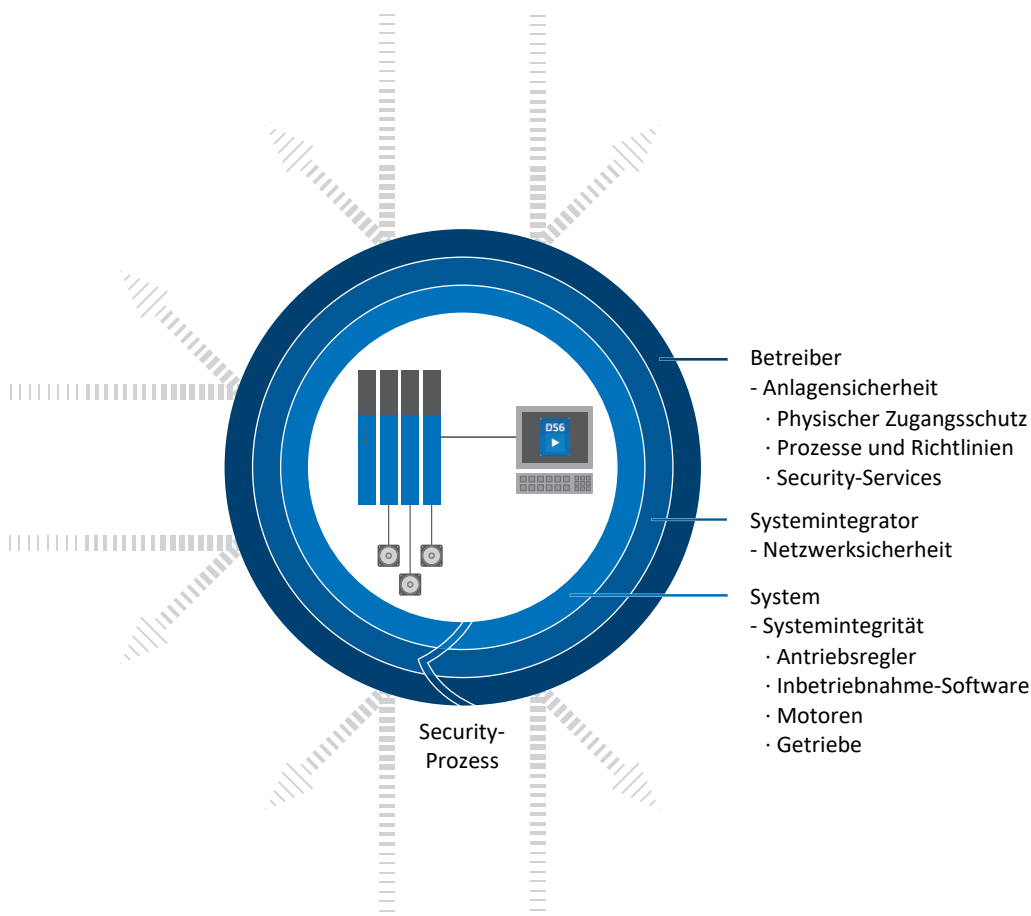 DS6
Betreiber
- Anlagensicherheit
· Physischer Zugangsschutz
· Prozesse und Richtlinien
· Security-Services
Systemintegrator
- Netzwerksicherheit
System
- Systemintegrität
· Antriebsregler
· Inbetriebnahme-Software
· Motoren
· Getriebe
Security-
Prozess